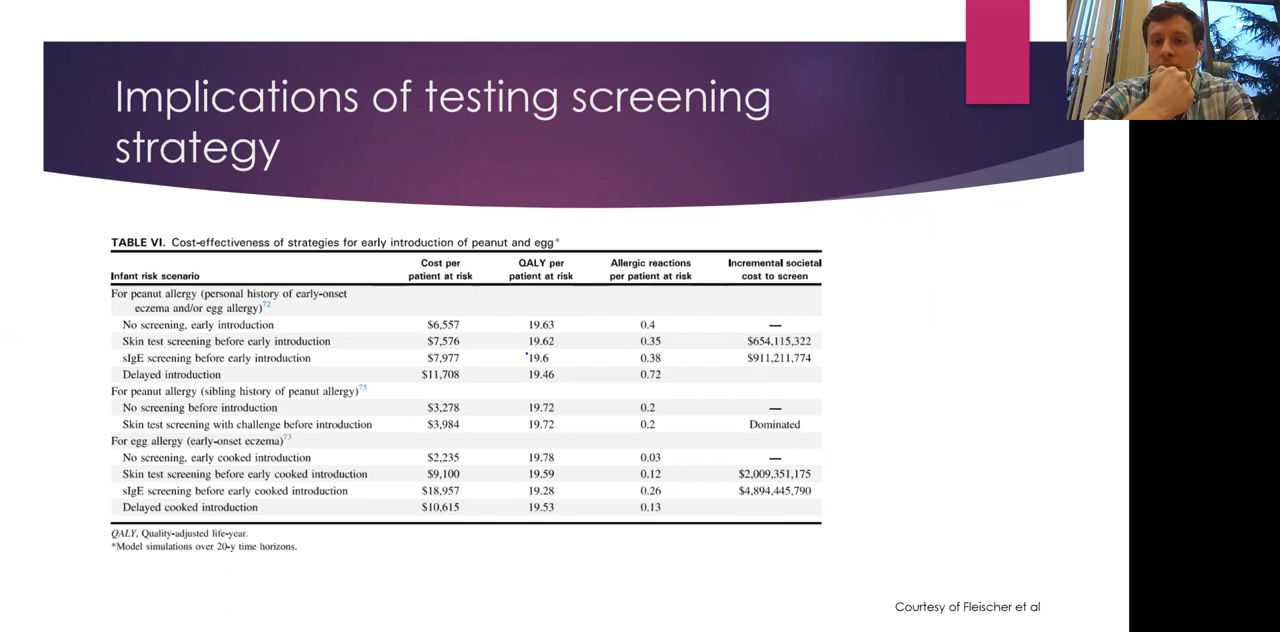 Implications of testing screening
strategy
TABLE VI. Cost-effectiveness of strategies for early introduction of peanut and egg*
Infant risk scenario Cost per patient at risk QALY per patient at risk Allergic reactions per patient at risk Incremental societal cost to screen
For peanut allergy (personal history of early-onset
eczema and/or egg allergy)72
No screening, early introduction $6,557 19.63 0.4 —
Skin test screening before early introduction $7,576 19.62 0.35 $654,115,322
sIgE screening before early introduction $7,977 19.6 0.38 $911,211,774
Delayed introduction $11,708 19.46 0.72
For peanut allergy (sibling history of peanut allergy)75
No screening before introduction $3,278 19.72 0.2 —
Skin test screening with challenge before introduction $3,984 19.72 0.2 Dominated
For egg allergy (early-onset eczema)73
No screening, early cooked introduction $2,235 19.78 0.03 —
Skin test screening before early cooked introduction $9,100 19.59 0.12 $2,009,351,175
sIgE screening before early cooked introduction $18,957 19.28 0.26 $4,894,445,790
Delayed cooked introduction $10,615 19.53 0.13
QALY, Quality-adjusted life-year.
*Model simulations over 20-y time horizons.
Courtesy of Fleischer et al